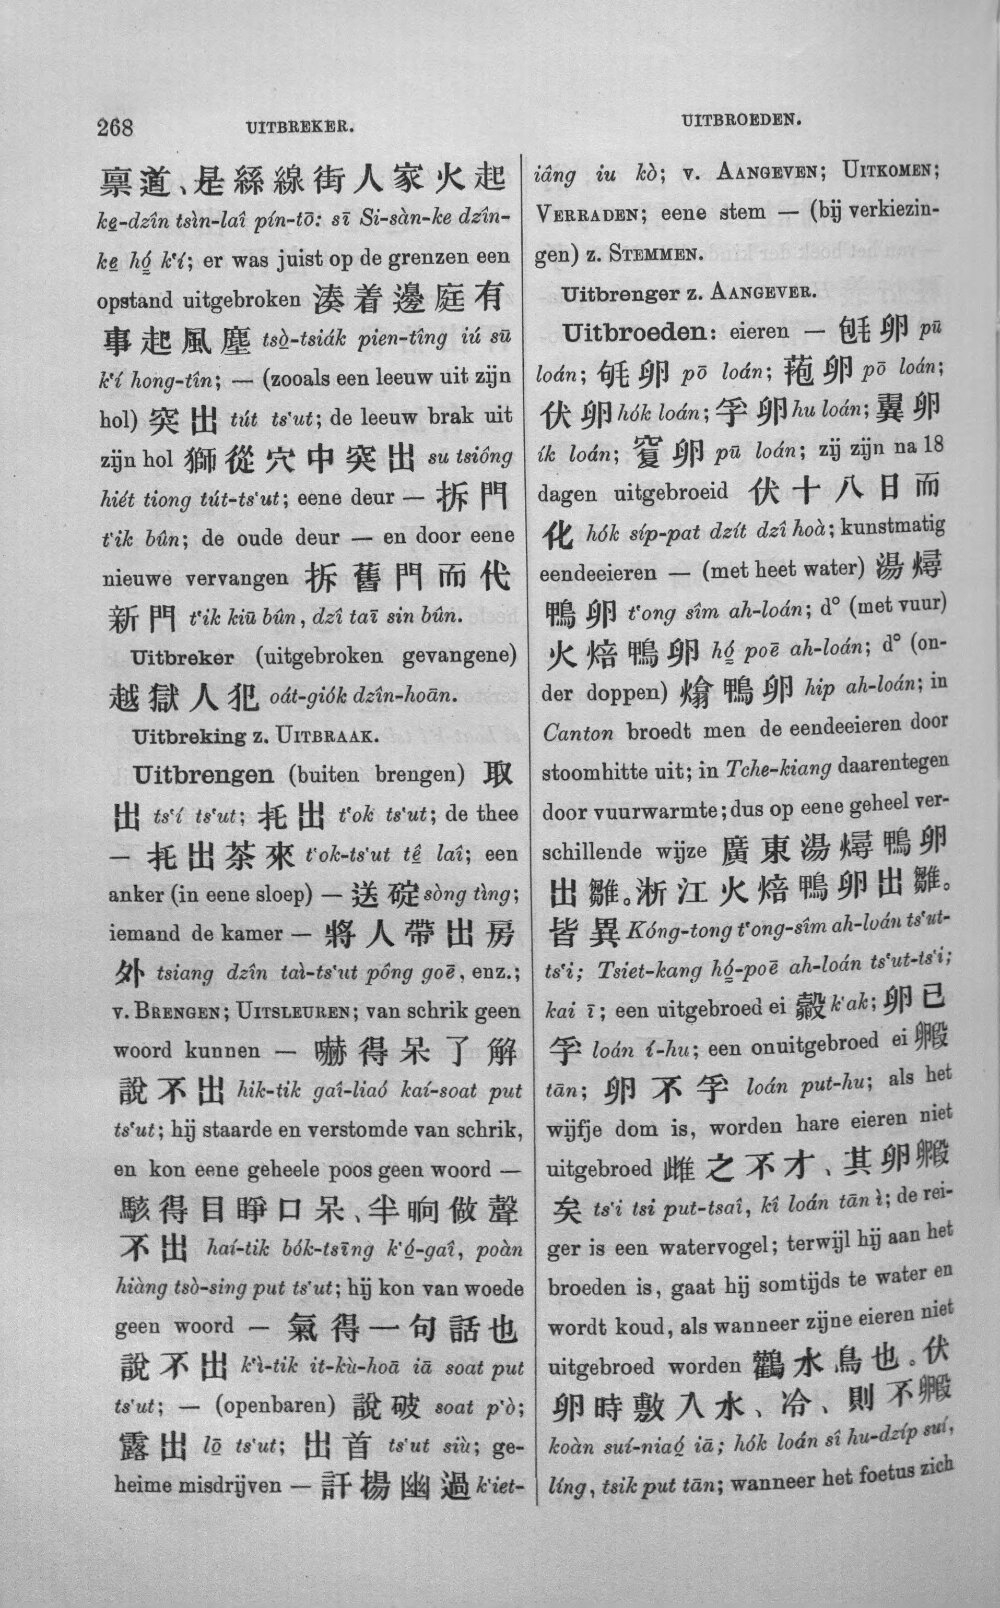 268 UITBREKER. UITBROEDEN.
稟道、是絲線街人家火起
ke̱-dzîn tsìn-laî pín-tō: sī Si-sàn-ke dzîn-
ke̱ hó̱ k‘í; er was juist op de grenzen een
opstand uitgebroken 湊着邊庭有
事起風塵 tsò̱-tsiák pien-tîng iú sū
k‘í hong-tîn; — (zooals een leeuw uit zijn
hol) 突出 tút ts‘ut; de leeuw brak uit
zijn hol 獅從穴中突出 su tsiông
hiét tiong tút-ts‘ut; eene deur — 拆門
t‘ik bûn; de oude deur — en door eene
nieuwe vervangen 拆舊門而代
新門 t‘ik kiū bûn, dzî taī sin bûn.
Uitbreker (uitgebroken gevangene)
越獄人犯 oát-giók dzîn-hoān.
Uitbreking z. UITBRAAK.
Uitbrengen (buiten brengen) 取
出 ts‘í ts‘ut; 托出 t‘ok ts‘ut; de thee
— 托出茶來 t‘ok-ts‘ut tê̱ laî; een
anker (in eene sloep) — 送碇 sòng tìng;
iemand de kamer — 將人帶出房
外 tsiang dzîn taì-ts‘ut pông goē, enz.;
v. BRENGEN; UITSLEUREN; van schrik geen
woord kunnen — 嚇得呆了解
說不出 hik-tik gaî-liaó kaí-soat put
ts‘ut; hij staarde en verstomde van schrik,
en kon eene geheele poos geen woord —
駭得目睜口呆、半晌做聲
不出 haí-tik bók-tsīng k‘ó̱-gaî, poàn
hiàng tsò-sing put ts‘ut; hij kon van woede
geen woord — 氣得一句話也
說不出 k‘ì-tik it-kù-hoā iā soat put
ts‘ut; — (openbaren) 說破 soat p‘ò;
露出 lō̱ ts‘ut; 出首 ts‘ut siù; ge-
heime misdrijven — 訐揚幽過 k‘iet-
iâng iu kò; v. AANGEVEN; UITKOMEN;
VERRADEN; eene stem — (bij verkiezin-
gen) z. STEMMEN.
Uitbrenger z. AANGEVER.
Uitbroeden: eieren — 卵 pū
loán; 卵 pō loán; 菢卵 pō loán;
伏卵 hók loán; 孚卵 hu loán; 翼卵
ík loán; 卵 pū loán; zij zijn na 18
dagen uitgebroeid 伏十八日而
化 hók síp-pat dzít dzî hoà; kunstmatig
eendeeieren — (met heet water) 湯燖
鴨卵 t‘ong sîm ah-loán; d° (met vuur)
火焙鴨卵 hó̱ poē ah-loán; d° (on-
der doppen) 熻鴨卵 hip ah-loán; in
Canton broedt men de eendeeieren door
stoomhitte uit; in Tche-kiang daarentegen
door vuurwarmte; dus op eene geheel ver-
schillende wijze 廣東湯燖鴨卵
出雛。淅江火焙鴨卵出雛。
皆異 Kóng-tong t‘ong-sîm ah-loán ts‘ut-
ts‘i; Tsiet-kang hó̱-poē ah-loán ts‘ut-ts‘i;
kai ī; een uitgebroed ei 㲉 k‘ak; 卵已
孚 loán í-hu; een onuitgebroed ei 毈
tān; 卵不孚 loán put-hu; als het
wijfje dom is, worden hare eieren niet
uitgebroed 雌之不才、其卵毈
矣 ts‘i tsi put-tsaî, kî loán tān ì; de rei-
ger is een watervogel; terwijl hij aan het
broeden is, gaat hij somtijds te water en
wordt koud, als wanneer zijne eieren niet
uitgebroed worden 鸛水鳥也。伏
卵時敷入水、冷、則不毈
koàn suí-niaó̱ iā; hók loán sî hu-dzíp suí,
líng, tsik put tān; wanneer het foetus zich